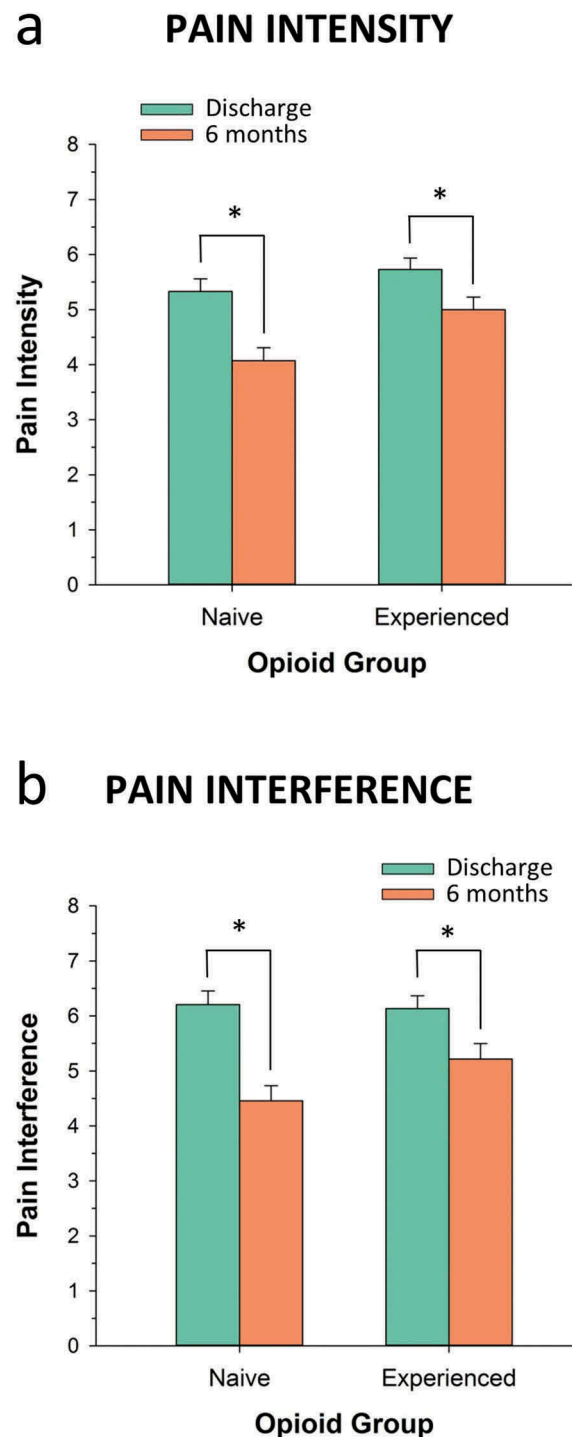 a PAIN INTENSITY
Discharge
6 months
8
7
6
5
4
3
2
1
0
Pain Intensity
*
*
Naive Experienced
Opioid Group
b PAIN INTERFERENCE
Discharge
6 months
8
7
6
5
4
3
2
1
0
Pain Interference
*
*
Naive Experienced
Opioid Group